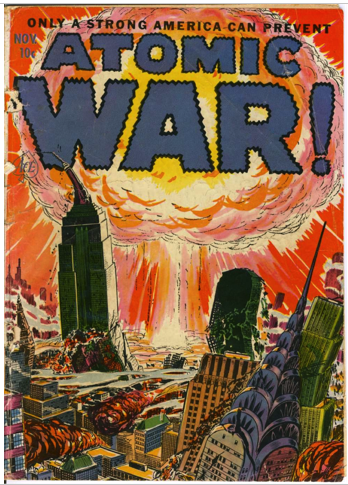 ONLY A STRONG AMERICA CAN PREVENT
NOV.
10¢
ATOMIC
WAR!